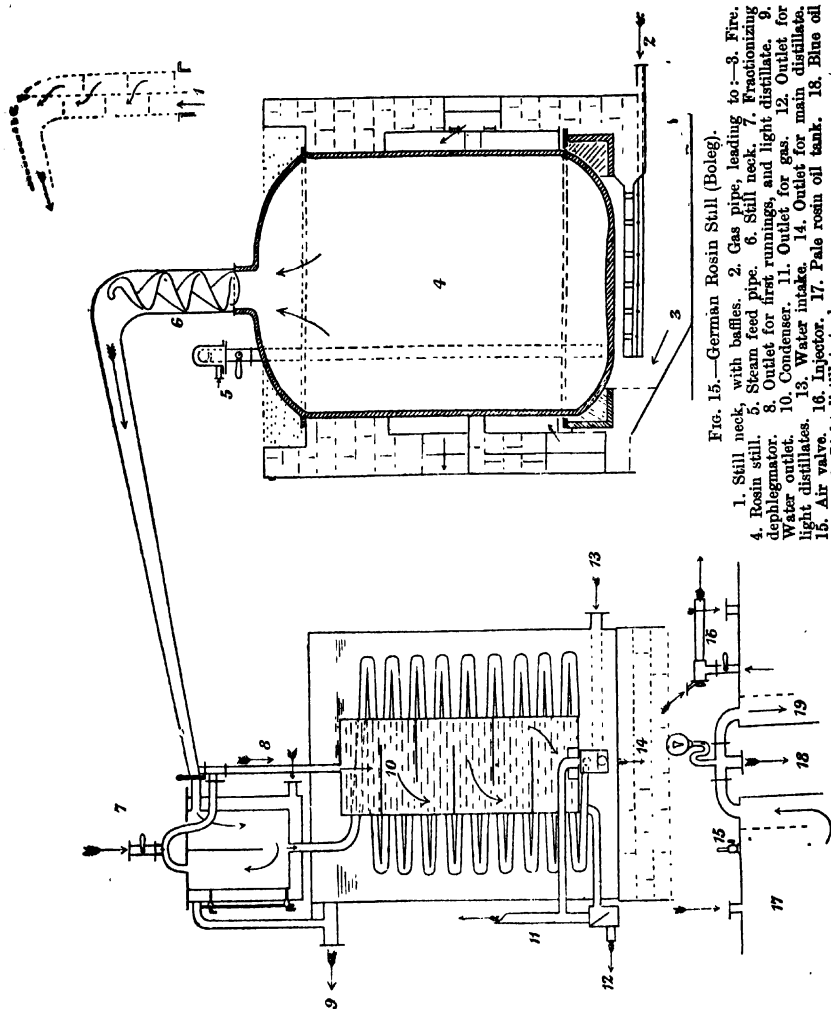 1
6
4
5
2
3
7
8
9
10
11
12
13
14
15
16
17
18
19
FIG. 15.—German Rosin Still (Boleg).
1. Still neck, with baffles. 2. Gas pipe, leading to:—3. Fire.
4. Rosin still. 5. Steam feed pipe. 6. Still neck. 7. Fractionizing
dephlegmator. 8. Outlet for first runnings, and light distillate. 9.
Water outlet. 10. Condenser. 11. Outlet for gas. 12. Outlet for
light distillates. 13. Water intake. 14. Outlet for main distillate.
15. Air valve. 16. Injector. 17. Pale rosin oil tank. 18. Blue oil